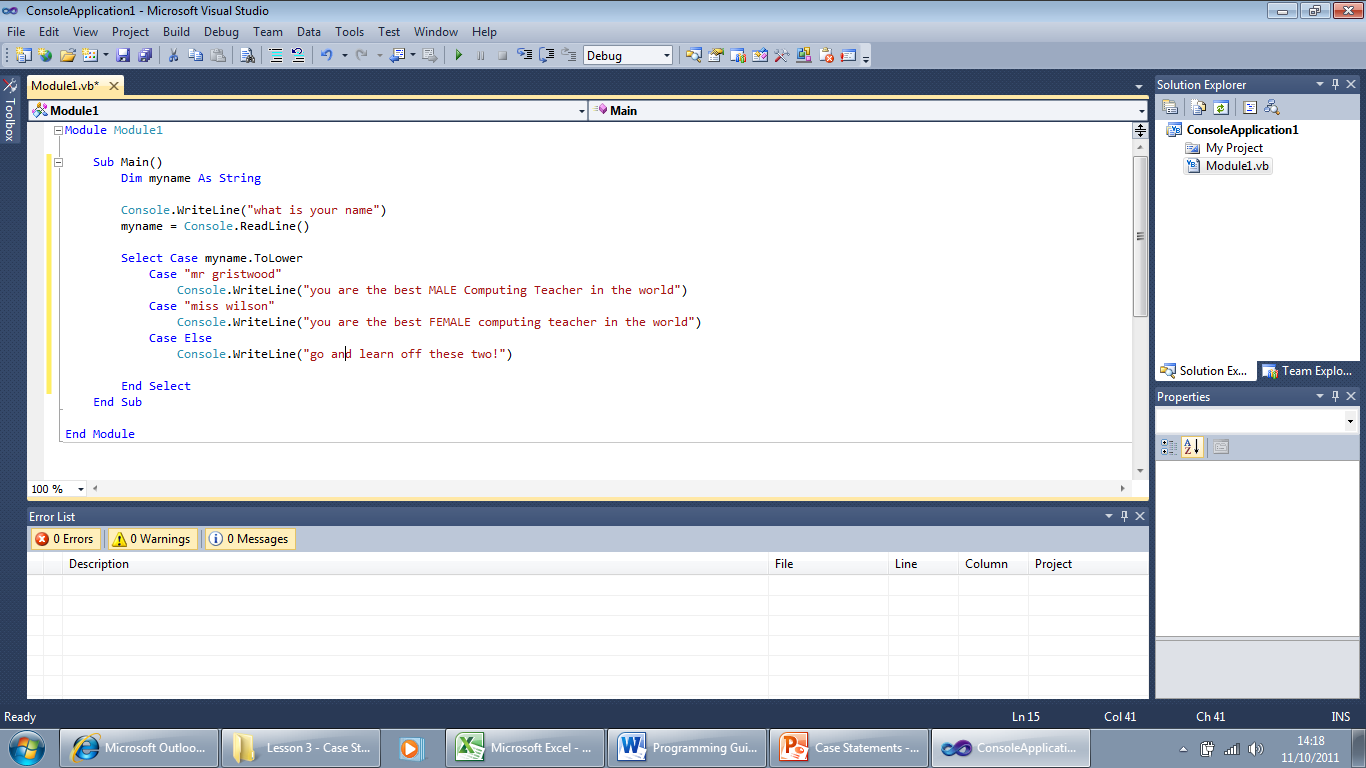 ConsoleApplication1 - Microsoft Visual Studio
File Edit View Project Build Debug Team Data Tools Test Window Help
Debug
Toolbox
Module1.vb*
Module1 Main
Module Module1
Sub Main()
Dim myname As String
Console.WriteLine("what is your name")
myname = Console.ReadLine()
Select Case myname.ToLower
Case "mr gristwood"
Console.WriteLine("you are the best MALE Computing Teacher in the world")
Case "miss wilson"
Console.WriteLine("you are the best FEMALE computing teacher in the world")
Case Else
Console.WriteLine("go and learn off these two!")
End Select
End Sub
End Module
100 %
Solution Explorer
ConsoleApplication1
My Project
Module1.vb
Solution Ex... Team Explo...
Properties
Error List
0 Errors 0 Warnings 0 Messages
Description File Line Column Project
Ready Ln 15 Col 41 Ch 41 INS
Microsoft Outloo... Lesson 3 - Case St... Microsoft Excel - ... Programming Gui... Case Statements -... ConsoleApplicati...
14:18
11/10/2011